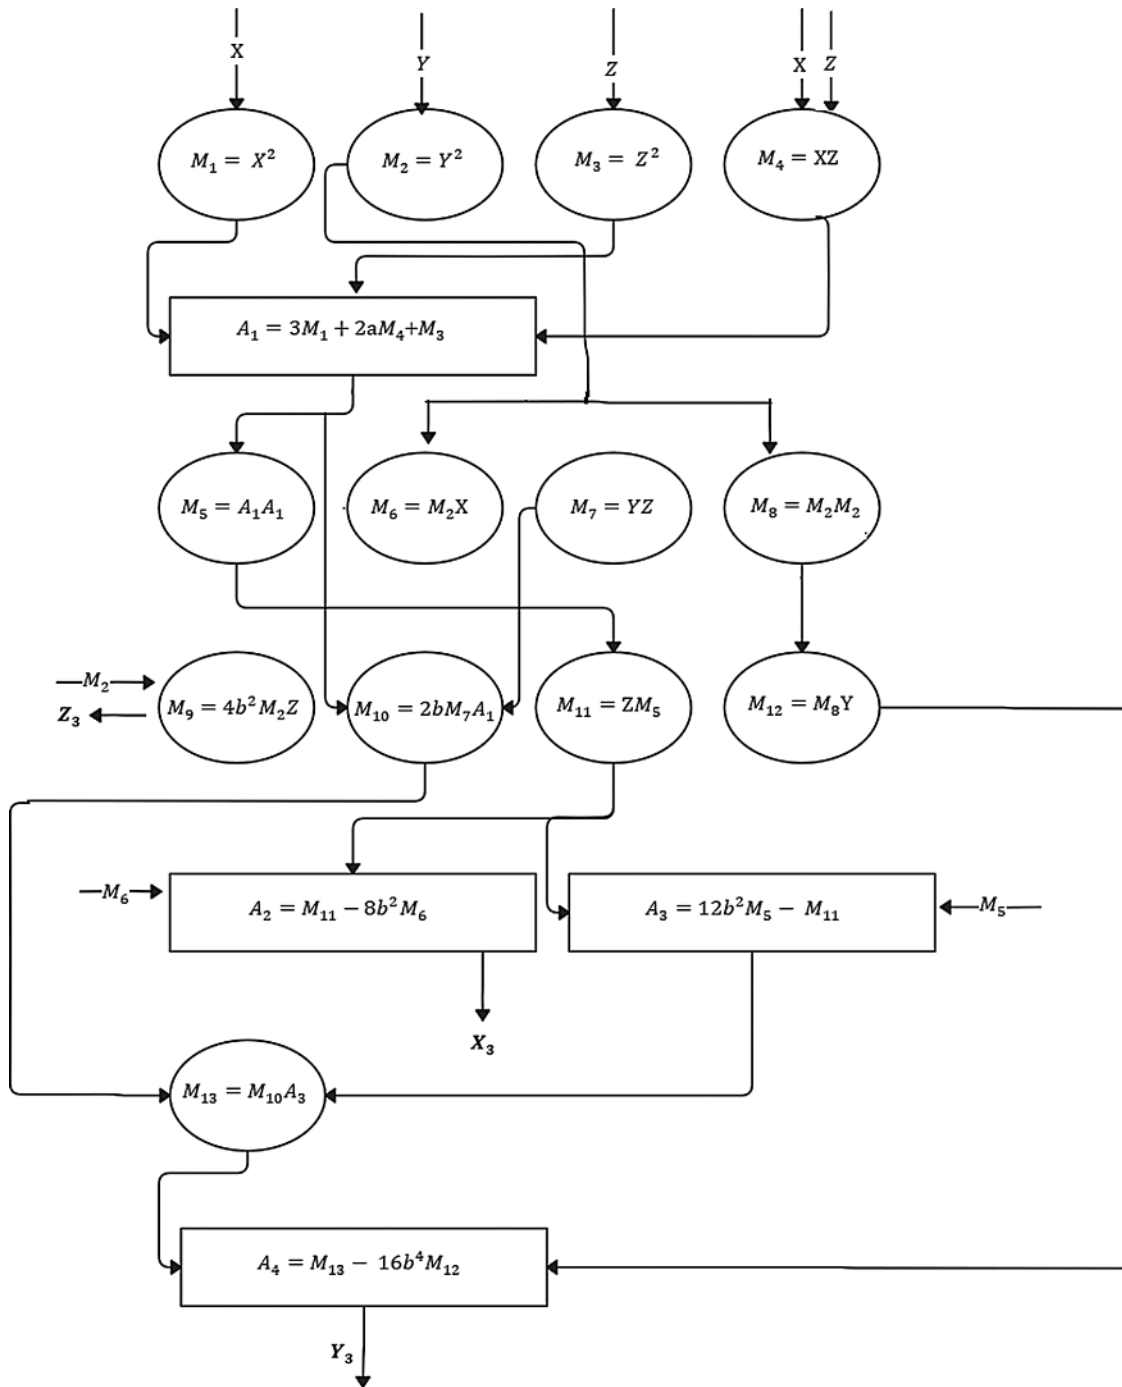 X
Y
Z
X
Z
M₁ = X²
M₂ = Y²
M₃ = Z²
M₄ = XZ
A₁ = 3M₁ + 2aM₄+M₃
M₅ = A₁A₁
M₆ = M₂X
M₇ = YZ
M₈ = M₂M₂
M₂
Z₃
M₉ = 4b²M₂Z
M₁₀ = 2bM₇A₁
M₁₁ = ZM₅
M₁₂ = M₈Y
M₆
A₂ = M₁₁ − 8b²M₆
A₃ = 12b²M₅ − M₁₁
M₅
X₃
M₁₃ = M₁₀A₃
A₄ = M₁₃ − 16b⁴M₁₂
Y₃